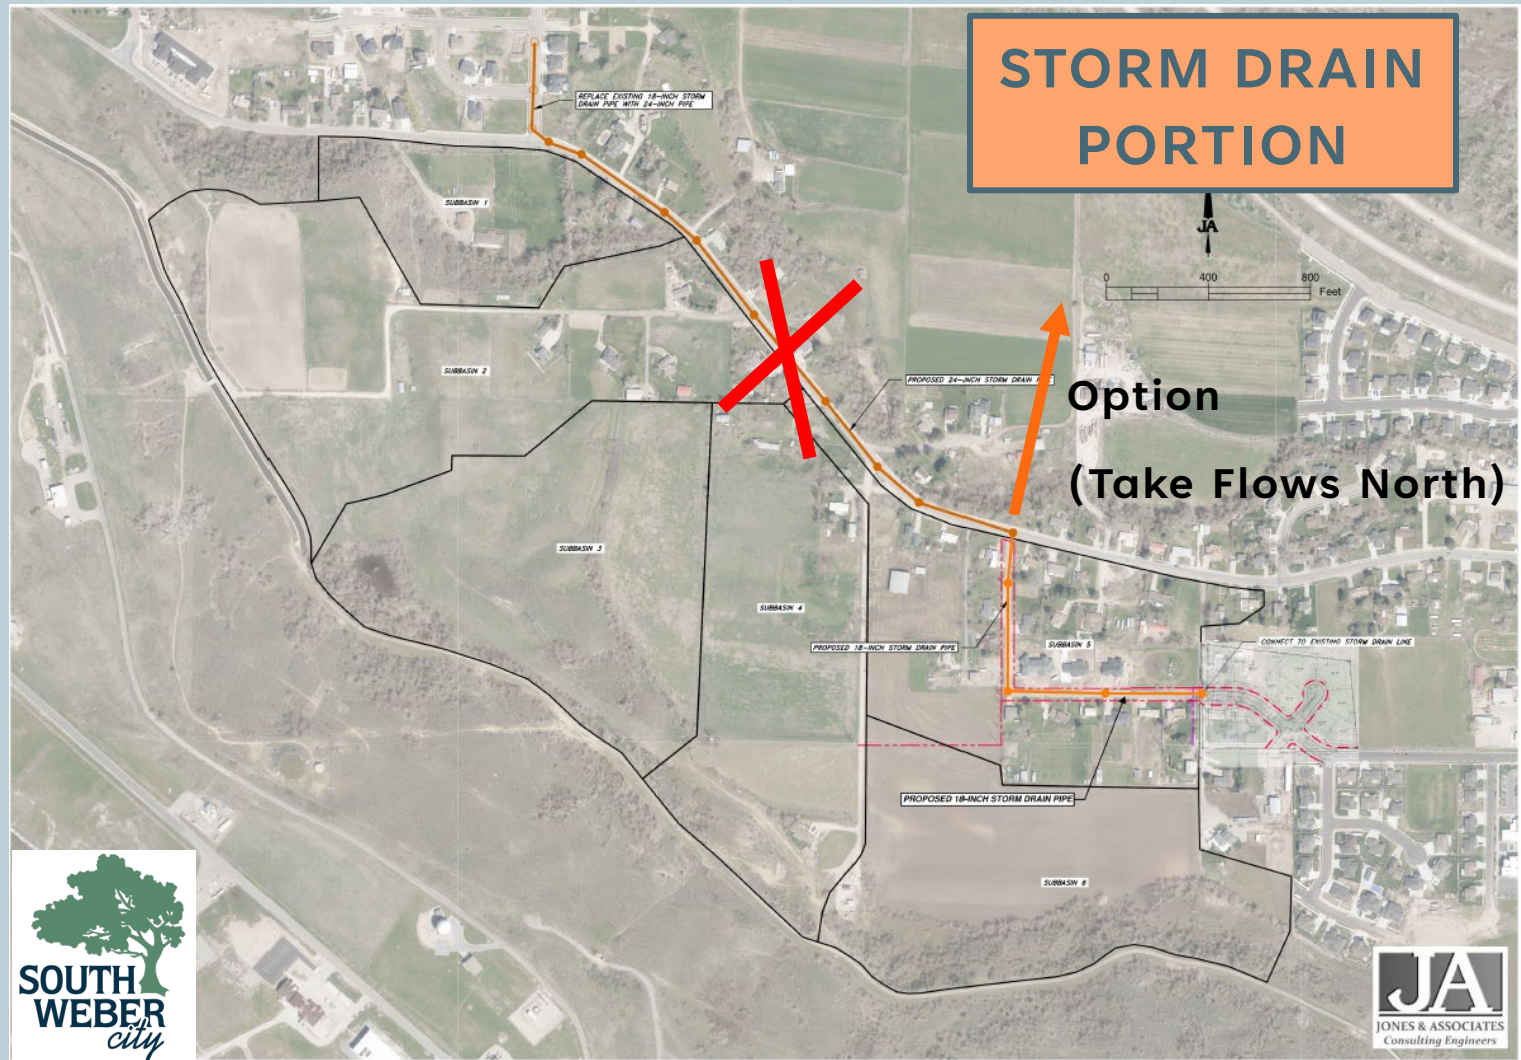 STORM DRAIN
PORTION
REPLACE EXISTING 18-INCH STORM
DRAIN PIPE WITH 24-INCH PIPE
SUBBASIN 1
JA
0 400 800
Feet
SUBBASIN 2
PROPOSED 24-INCH STORM DRAIN
Option
(Take Flows North)
SUBBASIN 3
SUBBASIN 4
PROPOSED 18-INCH STORM DRAIN PIPE
SUBBASIN 5
CONNECT TO EXISTING STORM DRAIN LINE
PROPOSED 18-INCH STORM DRAIN PIPE
SUBBASIN 6
SOUTH
WEBER
city
JA
JONES & ASSOCIATES
Consulting Engineers